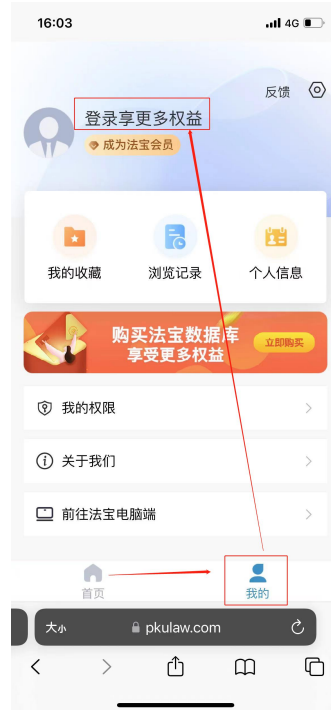 16:03
4G
反馈
登录享更多权益
成为法宝会员
我的收藏
浏览记录
个人信息
购买法宝数据库
享受更多权益
立即购买
我的权限
关于我们
前往法宝电脑端
首页
我的
大小
pkulaw.com